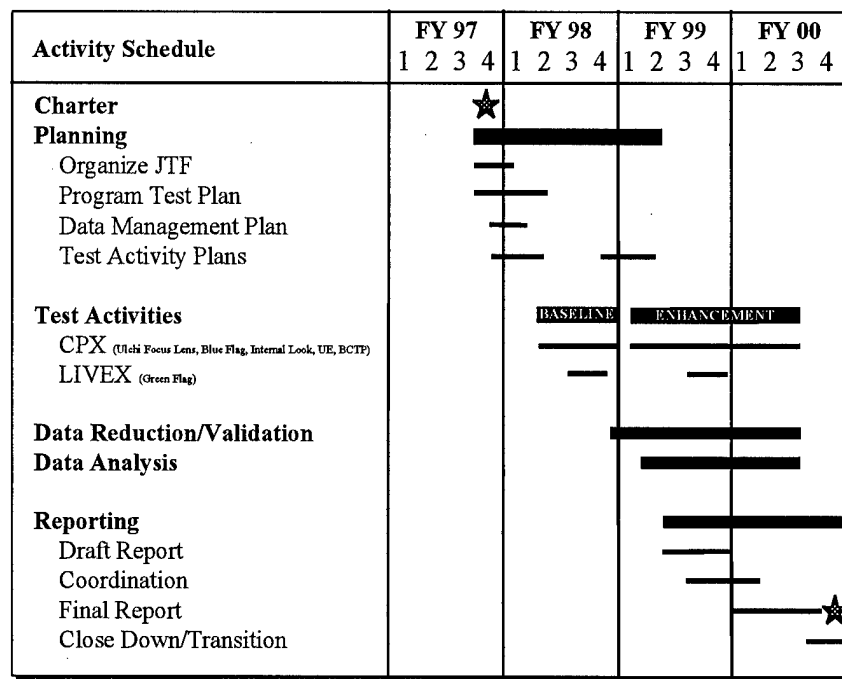 Activity Schedule
FY 97 FY 98 FY 99 FY 00
1 2 3 4 1 2 3 4 1 2 3 4 1 2 3 4
Charter
Planning
Organize JTF
Program Test Plan
Data Management Plan
Test Activity Plans
Test Activities BASELINE ENHANCEMENT
CPX (Ulchi Focus Lens, Blue Flag, Internal Look, UE, BCTP)
LIVEX (Green Flag)
Data Reduction/Validation
Data Analysis
Reporting
Draft Report
Coordination
Final Report
Close Down/Transition